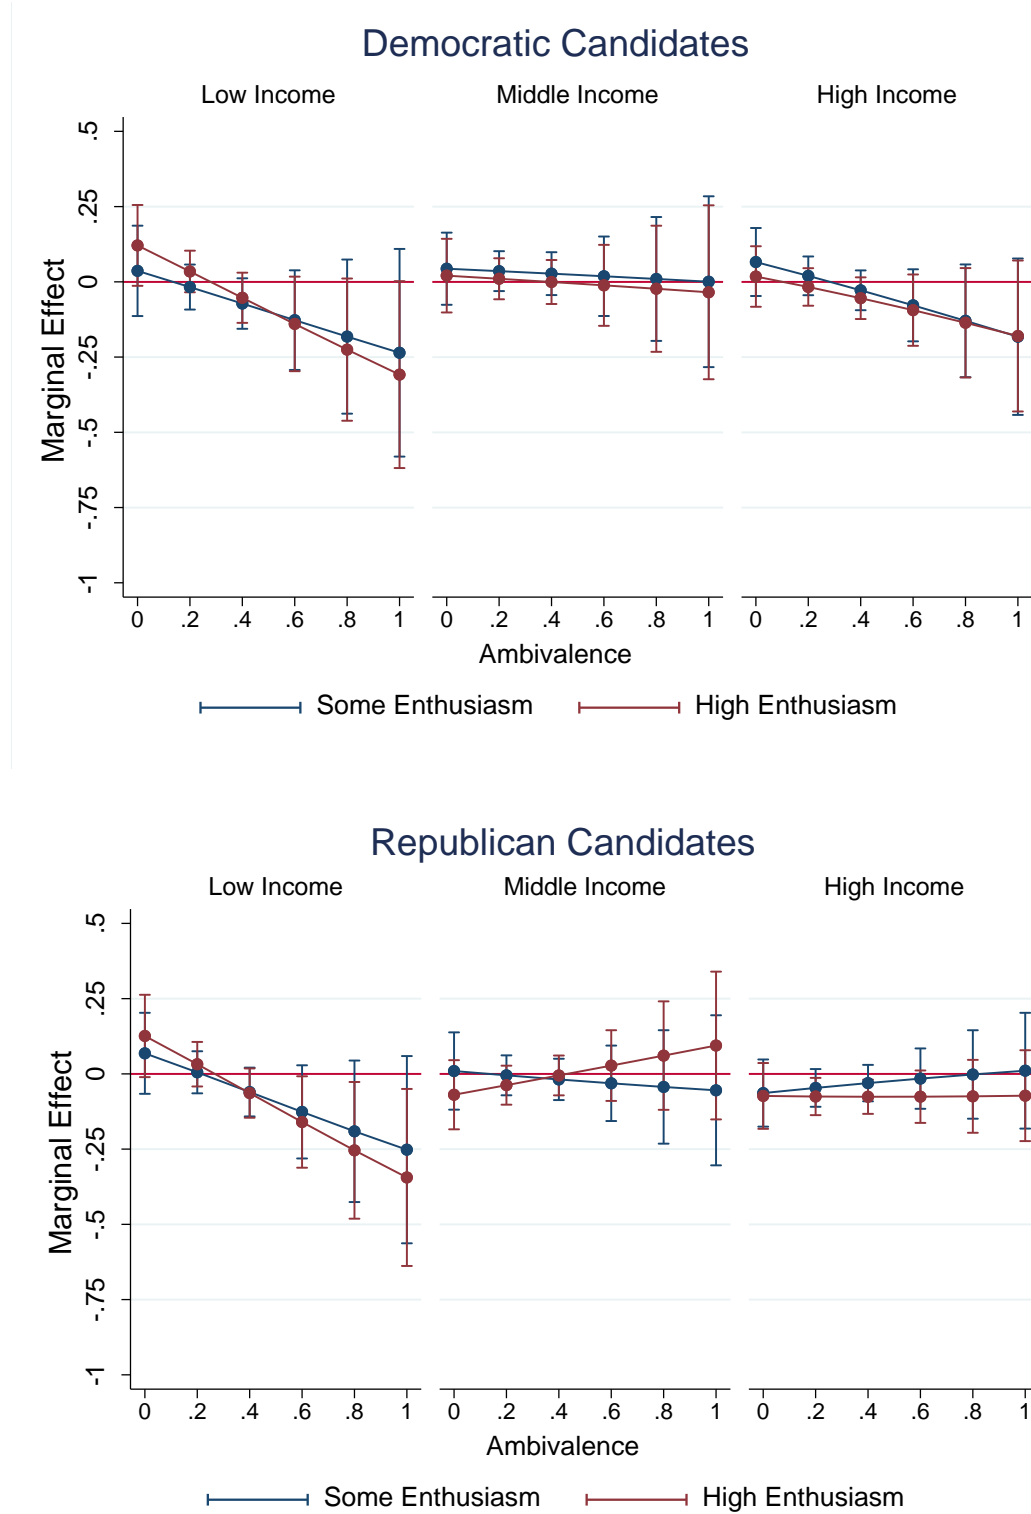 Democratic Candidates
Low Income Middle Income High Income
Marginal Effect
.5
.25
0
-.25
-.5
-.75
-1
0 .2 .4 .6 .8 1 0 .2 .4 .6 .8 1 0 .2 .4 .6 .8 1
Ambivalence
Some Enthusiasm High Enthusiasm
Republican Candidates
Low Income Middle Income High Income
Marginal Effect
.5
.25
0
-.25
-.5
-.75
-1
0 .2 .4 .6 .8 1 0 .2 .4 .6 .8 1 0 .2 .4 .6 .8 1
Ambivalence
Some Enthusiasm High Enthusiasm